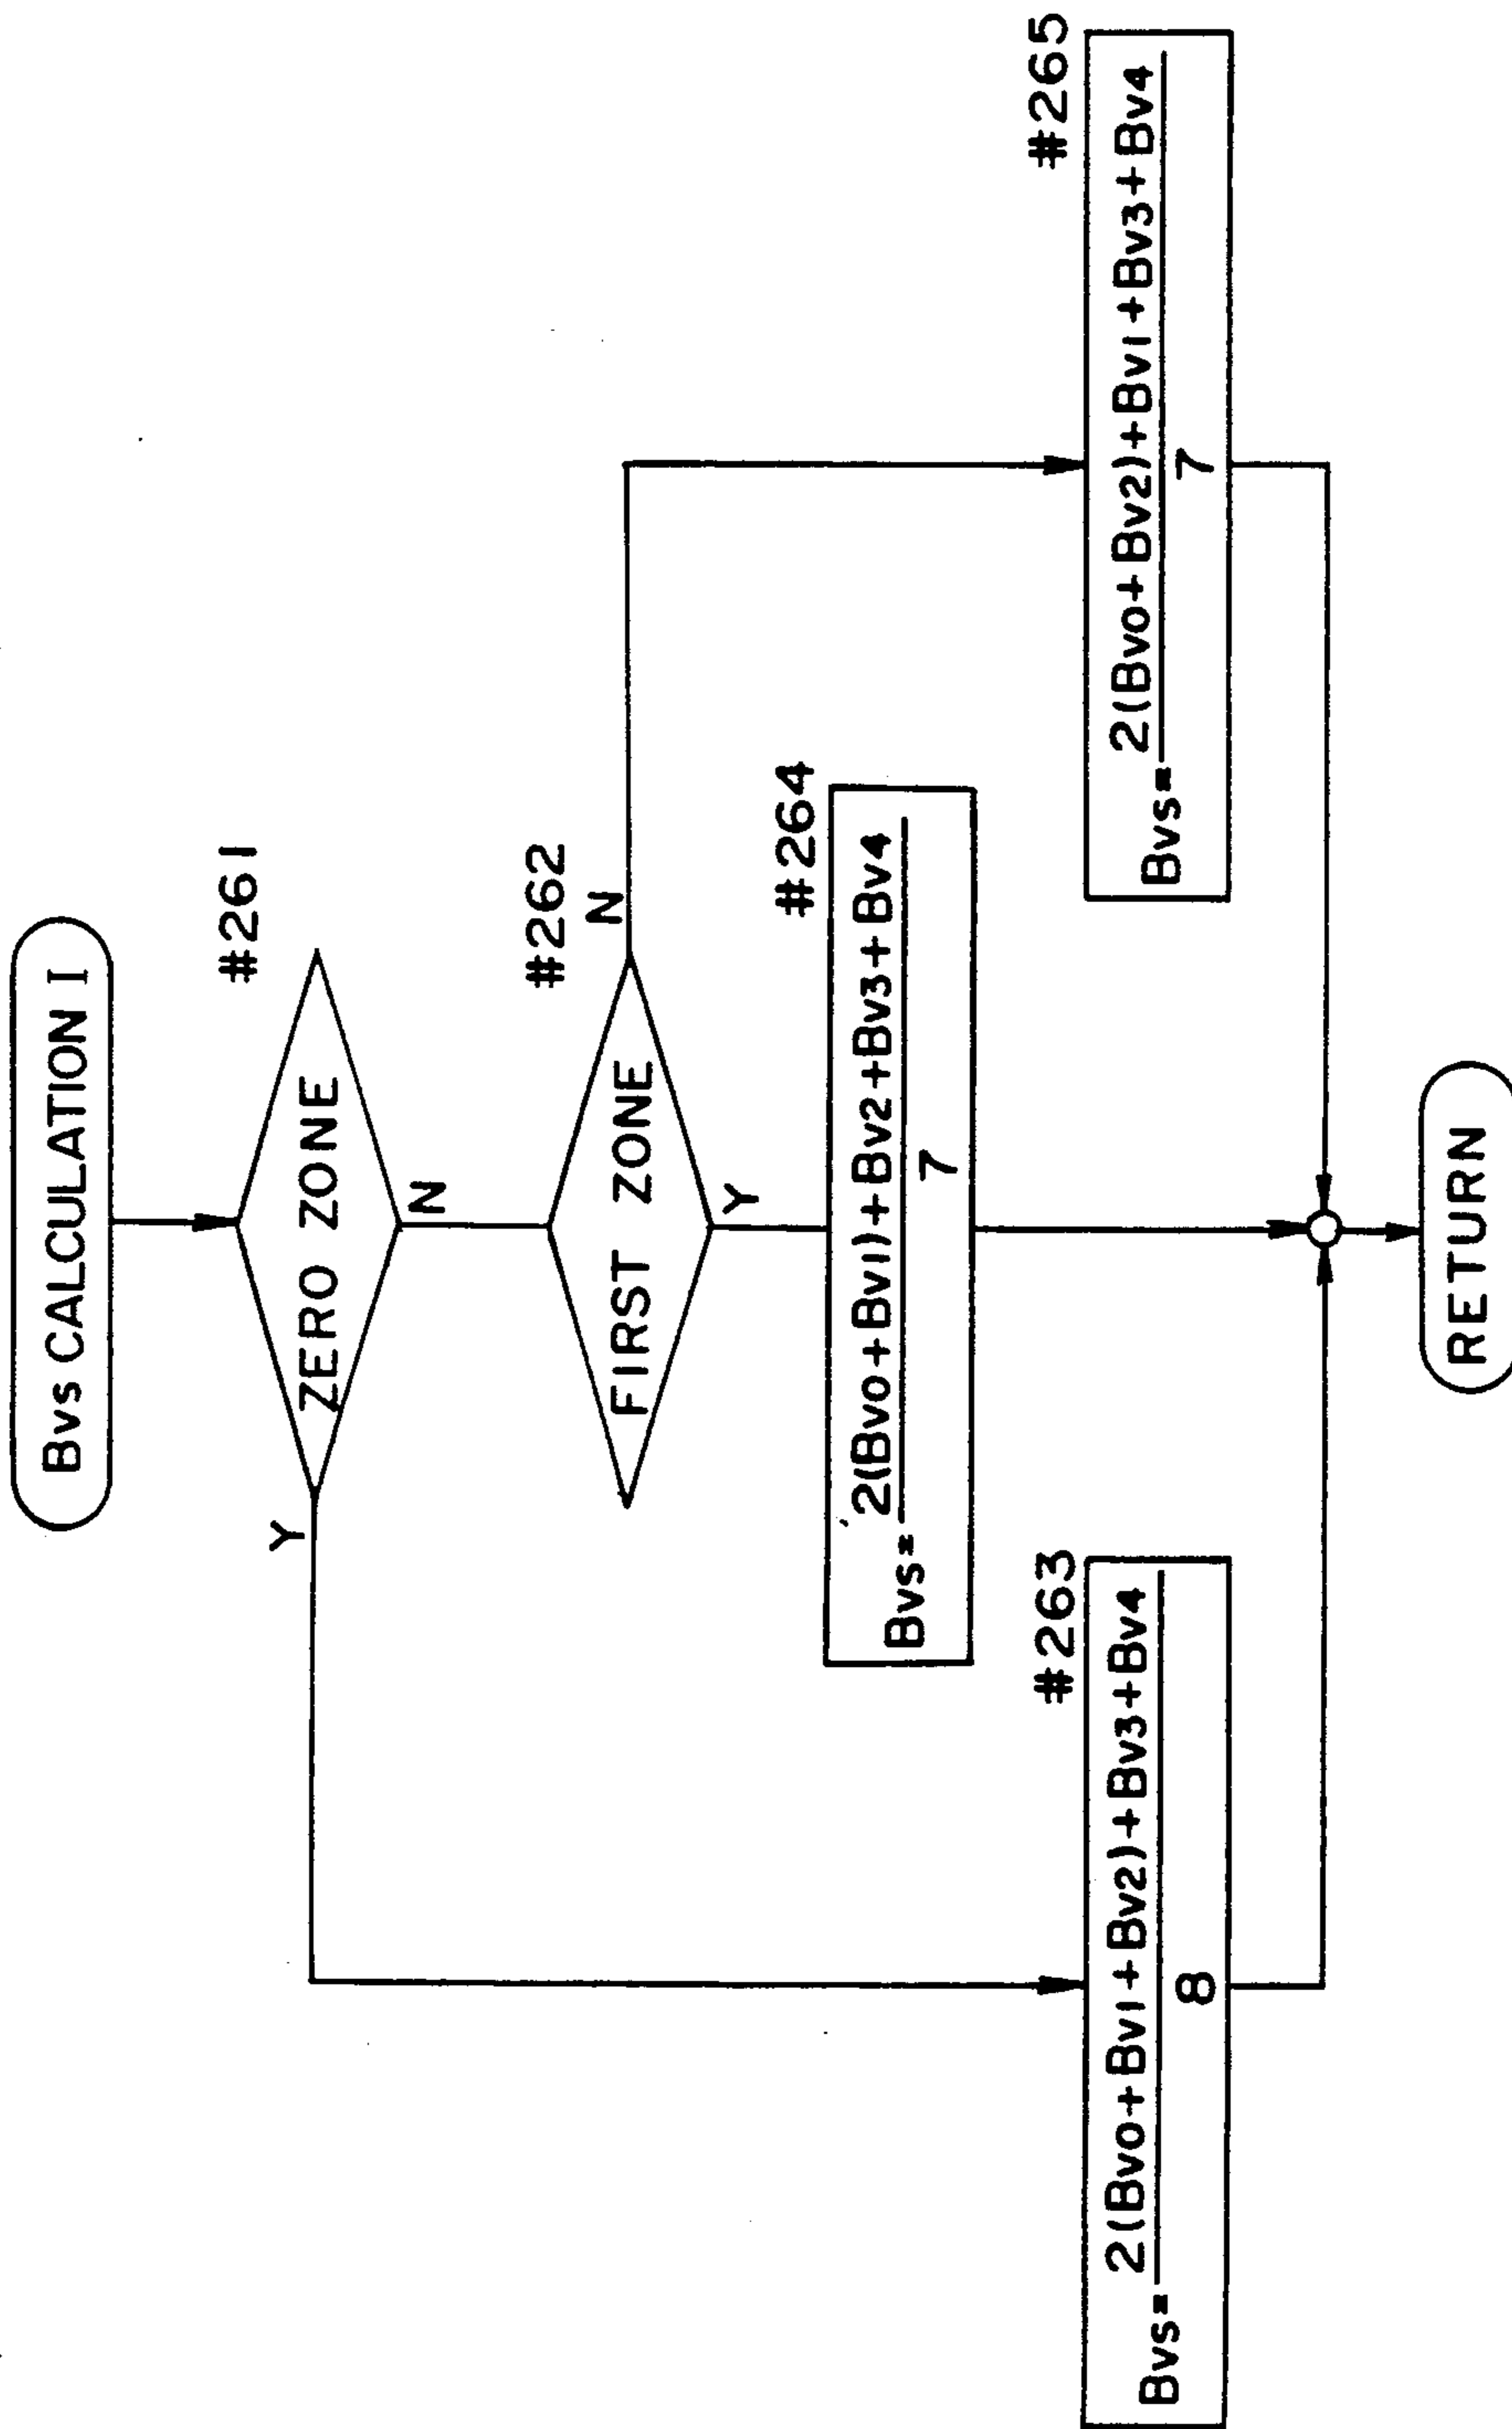 Bvs CALCULATION I
#261
ZERO ZONE
Y
N
#262
FIRST ZONE
N
Y
#263
Bvs= 2(Bv0+Bv1+Bv2)+Bv3+Bv4
8
#264
Bvs= 2(Bv0+Bv1)+Bv2+Bv3+Bv4
7
#265
Bvs= 2(Bv0+Bv2)+Bv1+Bv3+Bv4
7
RETURN